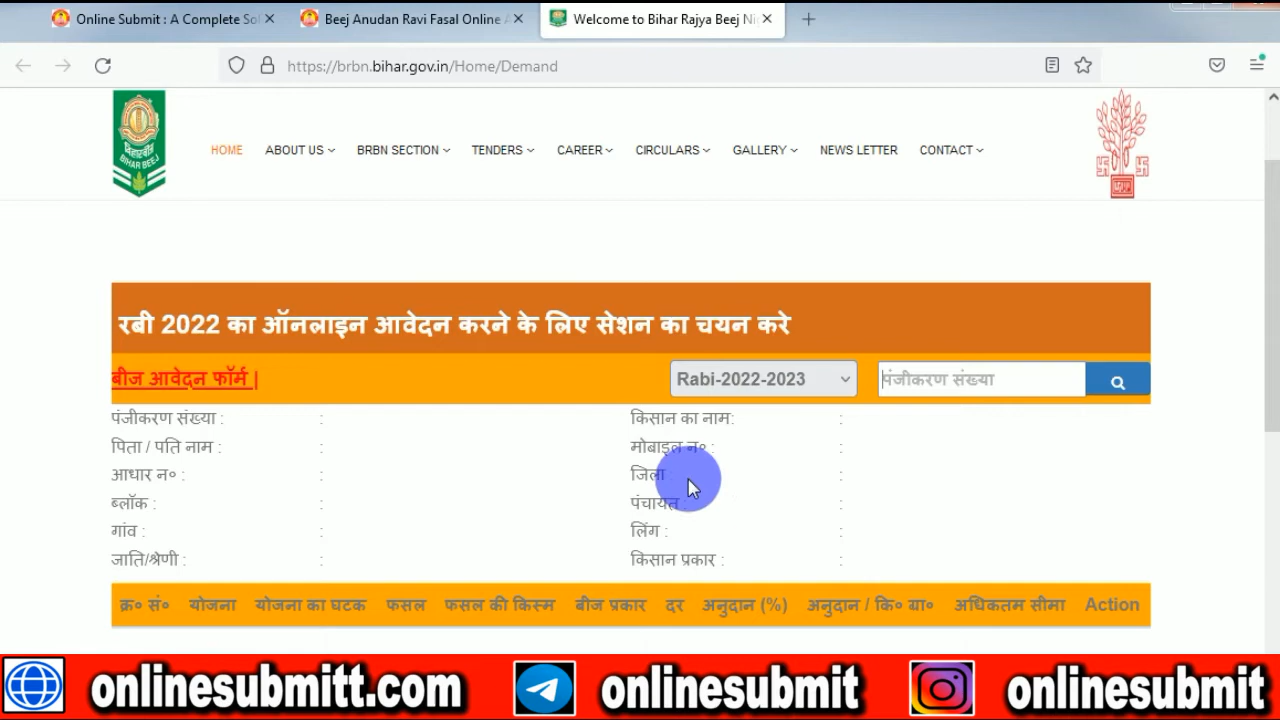 Online Submit : A Complete So
Beej Anudan Ravi Fasal Online A
Welcome to Bihar Rajya Beej Ni
https://brbn.bihar.gov.in/Home/Demand
BIHAR BEEJ
HOME ABOUT US BRBN SECTION TENDERS CAREER CIRCULARS GALLERY NEWS LETTER CONTACT
रबी 2022 का ऑनलाइन आवेदन करने के लिए सेशन का चयन करे
बीज आवेदन फॉर्म | Rabi-2022-2023 पंजीकरण संख्या
पंजीकरण संख्या : : किसान का नाम: :
पिता / पति नाम : : मोबाइल न० : :
आधार न० : : जिला : :
ब्लॉक : : पंचायत : :
गांव : : लिंग : :
जाति/श्रेणी : : किसान प्रकार : :
क्र० सं० योजना योजना का घटक फसल फसल की किस्म बीज प्रकार दर अनुदान (%) अनुदान / कि० ग्रा० अधिकतम सीमा Action
onlinesubmitt.com onlinesubmit onlinesubmit